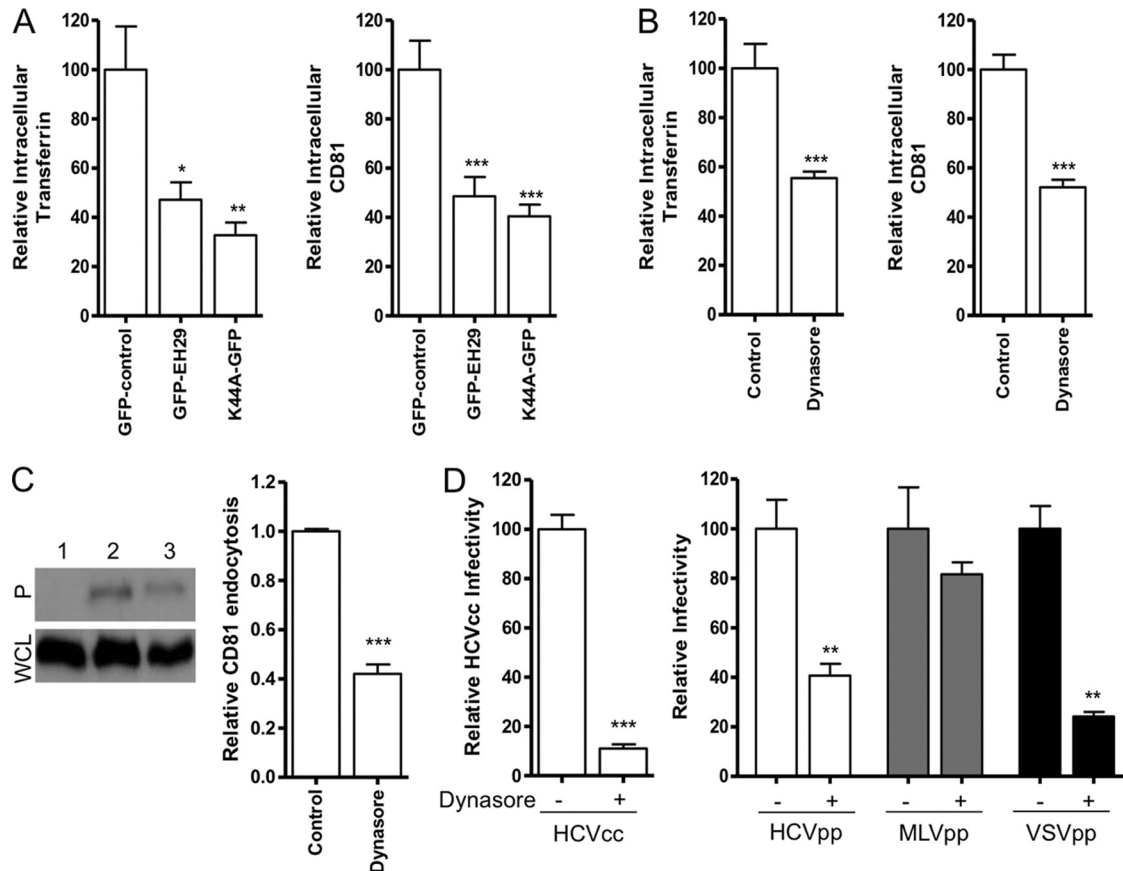 A
Relative Intracellular
Transferrin
120
100
80
60
40
20
0
*
**
GFP-control
GFP-EH29
K44A-GFP
Relative Intracellular
CD81
120
100
80
60
40
20
0
***
***
GFP-control
GFP-EH29
K44A-GFP
B
Relative Intracellular
Transferrin
120
100
80
60
40
20
0
***
Control
Dynasore
Relative Intracellular
CD81
120
100
80
60
40
20
0
***
Control
Dynasore
C
1 2 3
P
WCL
Relative CD81 endocytosis
1.2
1.0
0.8
0.6
0.4
0.2
0.0
***
Control
Dynasore
D
Relative HCVcc Infectivity
120
100
80
60
40
20
0
***
Dynasore - +
HCVcc
Relative Infectivity
120
100
80
60
40
20
0
**
**
- + - + - +
HCVpp MLVpp VSVpp